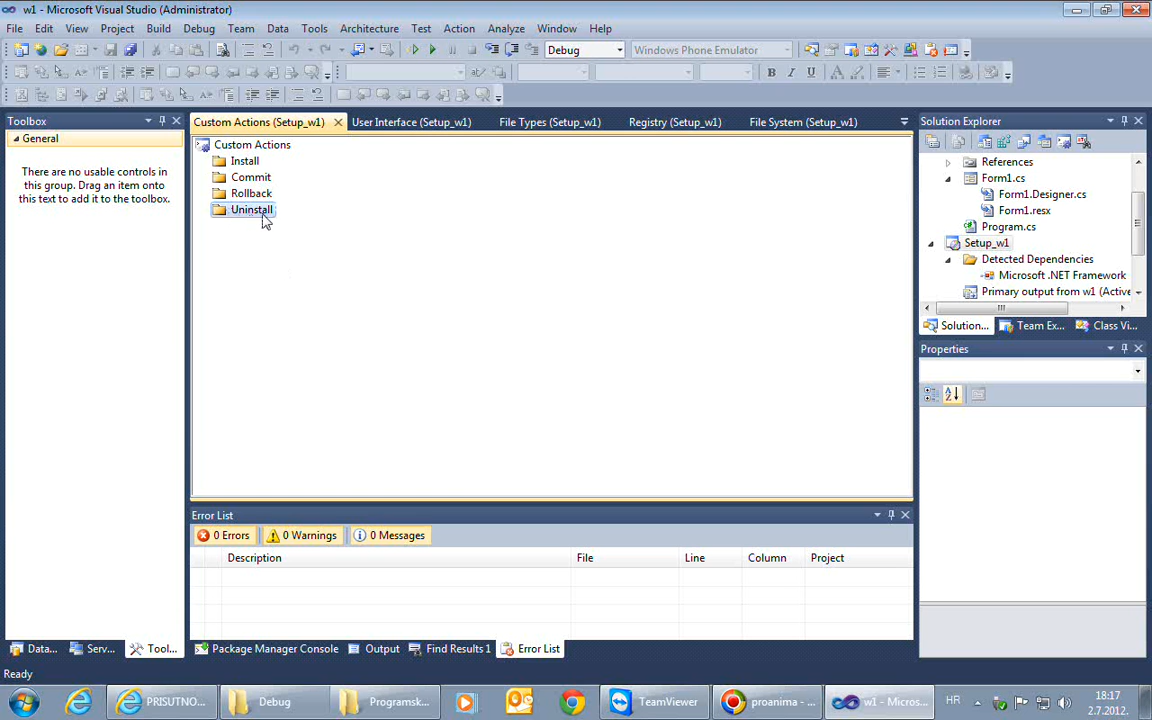 w1 - Microsoft Visual Studio (Administrator)
File Edit View Project Build Debug Team Data Tools Architecture Test Action Analyze Window Help
Debug Windows Phone Emulator
Toolbox
General
There are no usable controls in
this group. Drag an item onto
this text to add it to the toolbox.
Custom Actions (Setup_w1) User Interface (Setup_w1) File Types (Setup_w1) Registry (Setup_w1) File System (Setup_w1)
Custom Actions
Install
Commit
Rollback
Uninstall
Solution Explorer
References
Form1.cs
Form1.Designer.cs
Form1.resx
Program.cs
Setup_w1
Detected Dependencies
Microsoft .NET Framework
Primary output from w1 (Active
Solution... Team Ex... Class Vi...
Properties
Error List
0 Errors 0 Warnings 0 Messages
Description File Line Column Project
Data... Serv... Tool... Package Manager Console Output Find Results 1 Error List
Ready
PRISUTNO... Debug Programsk... TeamViewer proanima - ... w1 - Micros... HR 18:17
2.7.2012.